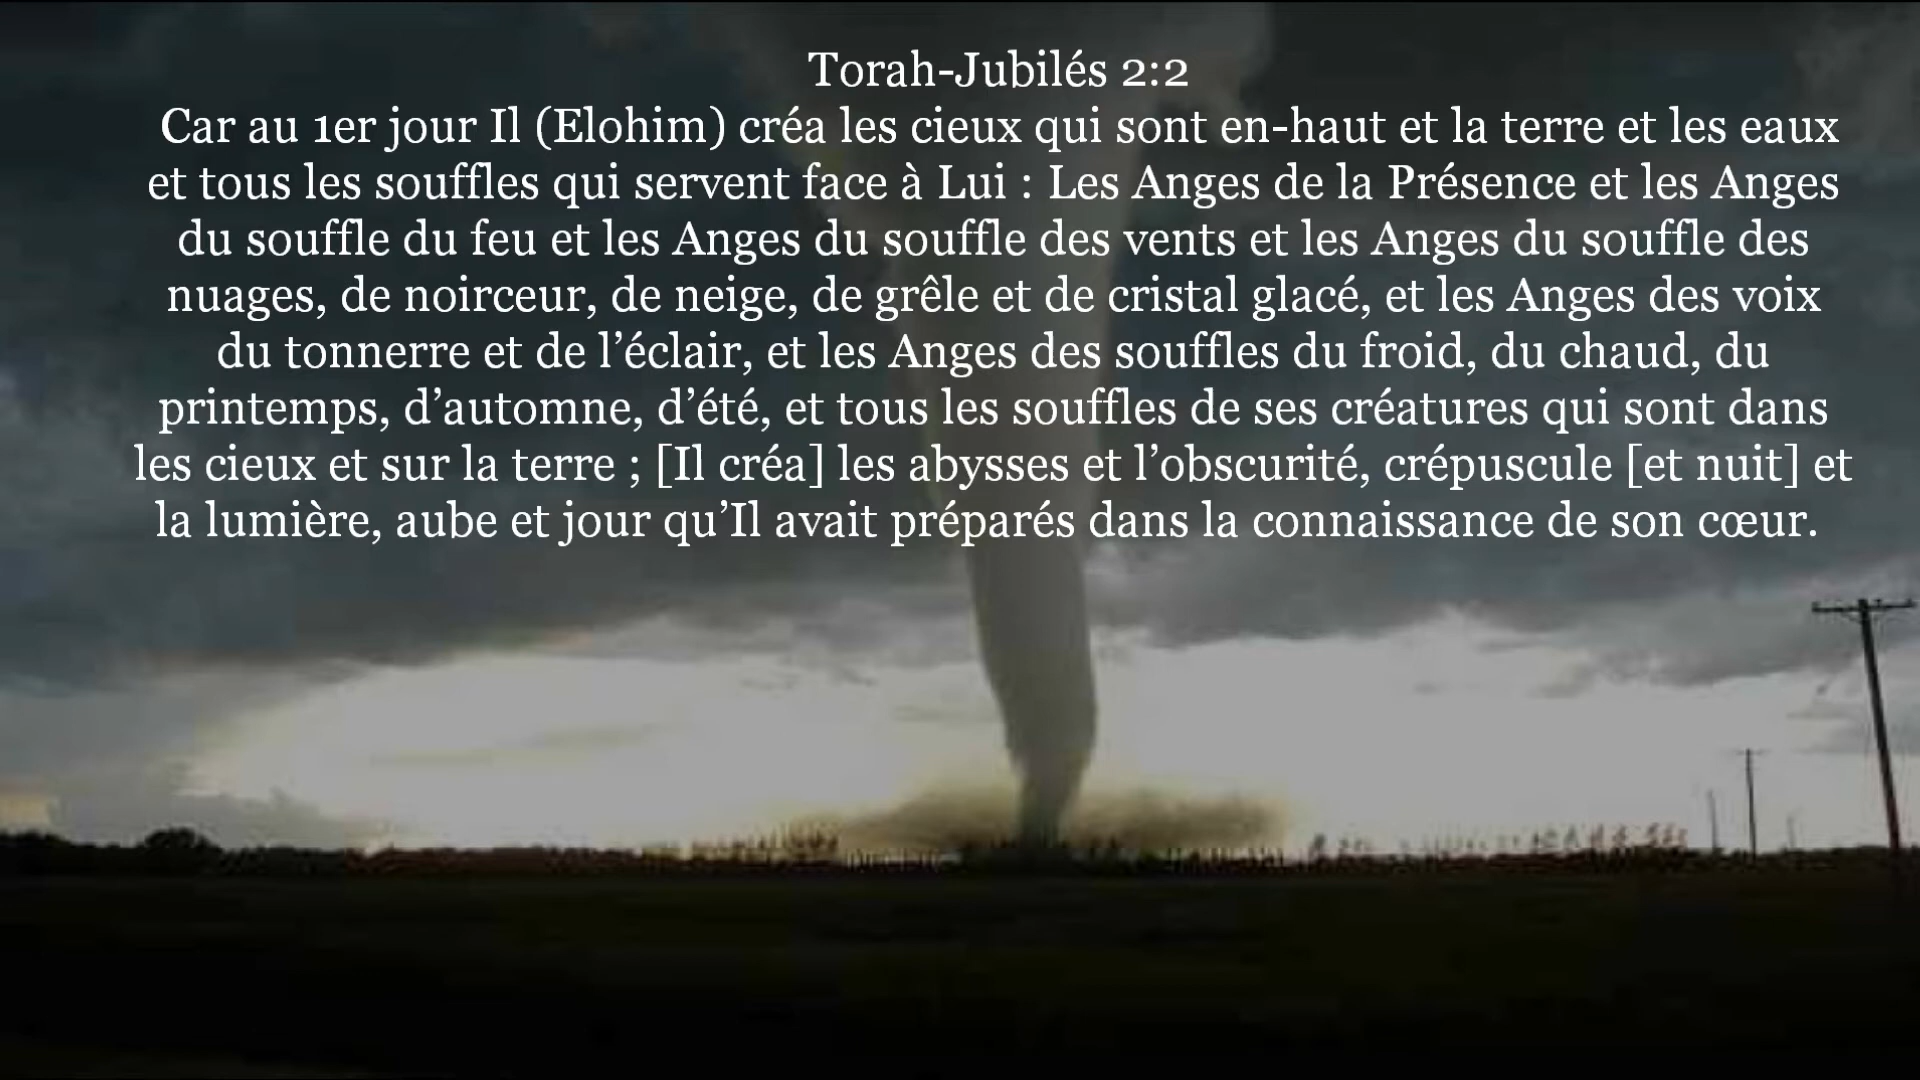 Torah-Jubilés 2:2
Car au 1er jour Il (Elohim) créa les cieux qui sont en-haut et la terre et les eaux
et tous les souffles qui servent face à Lui : Les Anges de la Présence et les Anges
du souffle du feu et les Anges du souffle des vents et les Anges du souffle des
nuages, de noirceur, de neige, de grêle et de cristal glacé, et les Anges des voix
du tonnerre et de l’éclair, et les Anges des souffles du froid, du chaud, du
printemps, d’automne, d’été, et tous les souffles de ses créatures qui sont dans
les cieux et sur la terre ; [Il créa] les abysses et l’obscurité, crépuscule [et nuit] et
la lumière, aube et jour qu’Il avait préparés dans la connaissance de son cœur.